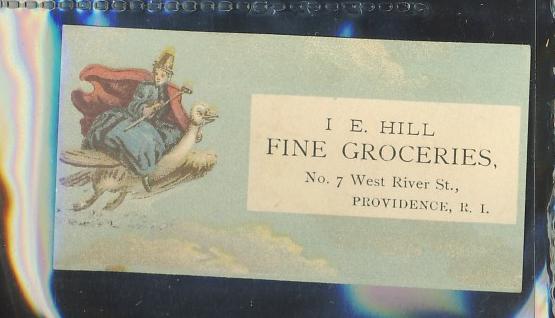 I E. HILL
FINE GROCERIES,
No. 7 West River St.,
PROVIDENCE, R. I.